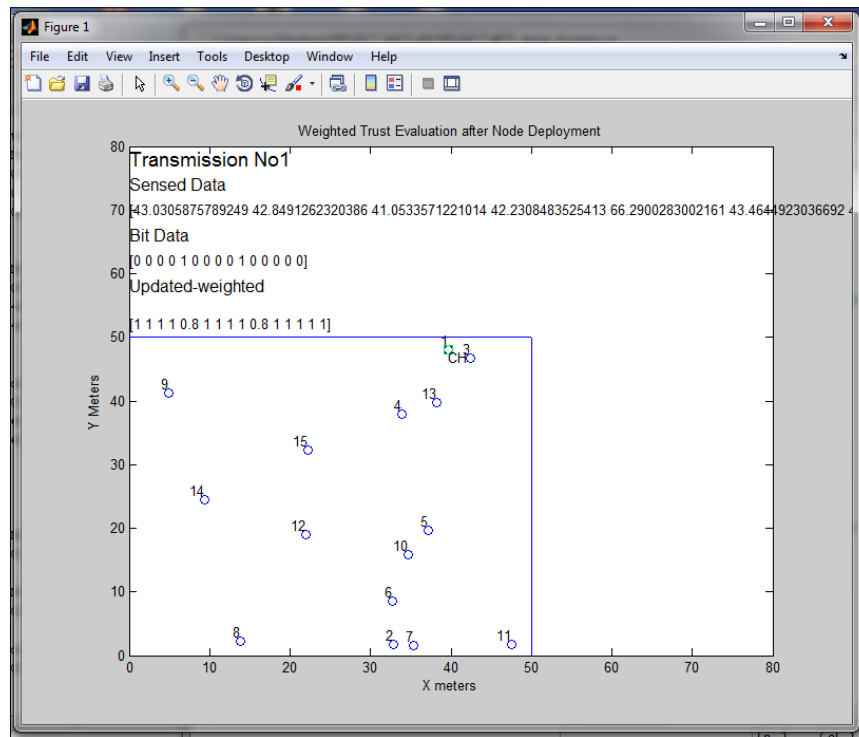 Figure 1
File Edit View Insert Tools Desktop Window Help
Weighted Trust Evaluation after Node Deployment
80
Transmission No1
Sensed Data
70
[43.0305875789249 42.8491262320386 41.0533571221014 42.2308483525413 66.2900283002161 43.4644923036692
Bit Data
[0 0 0 0 1 0 0 0 0 1 0 0 0 0 0]
60
Updated-weighted
[1 1 1 1 0.8 1 1 1 1 0.8 1 1 1 1 1]
50
1
3
CH
9
40
13
4
Y Meters
15
30
14
20
12
5
10
10
6
8
2
7
11
0
0 10 20 30 40 50 60 70 80
X meters